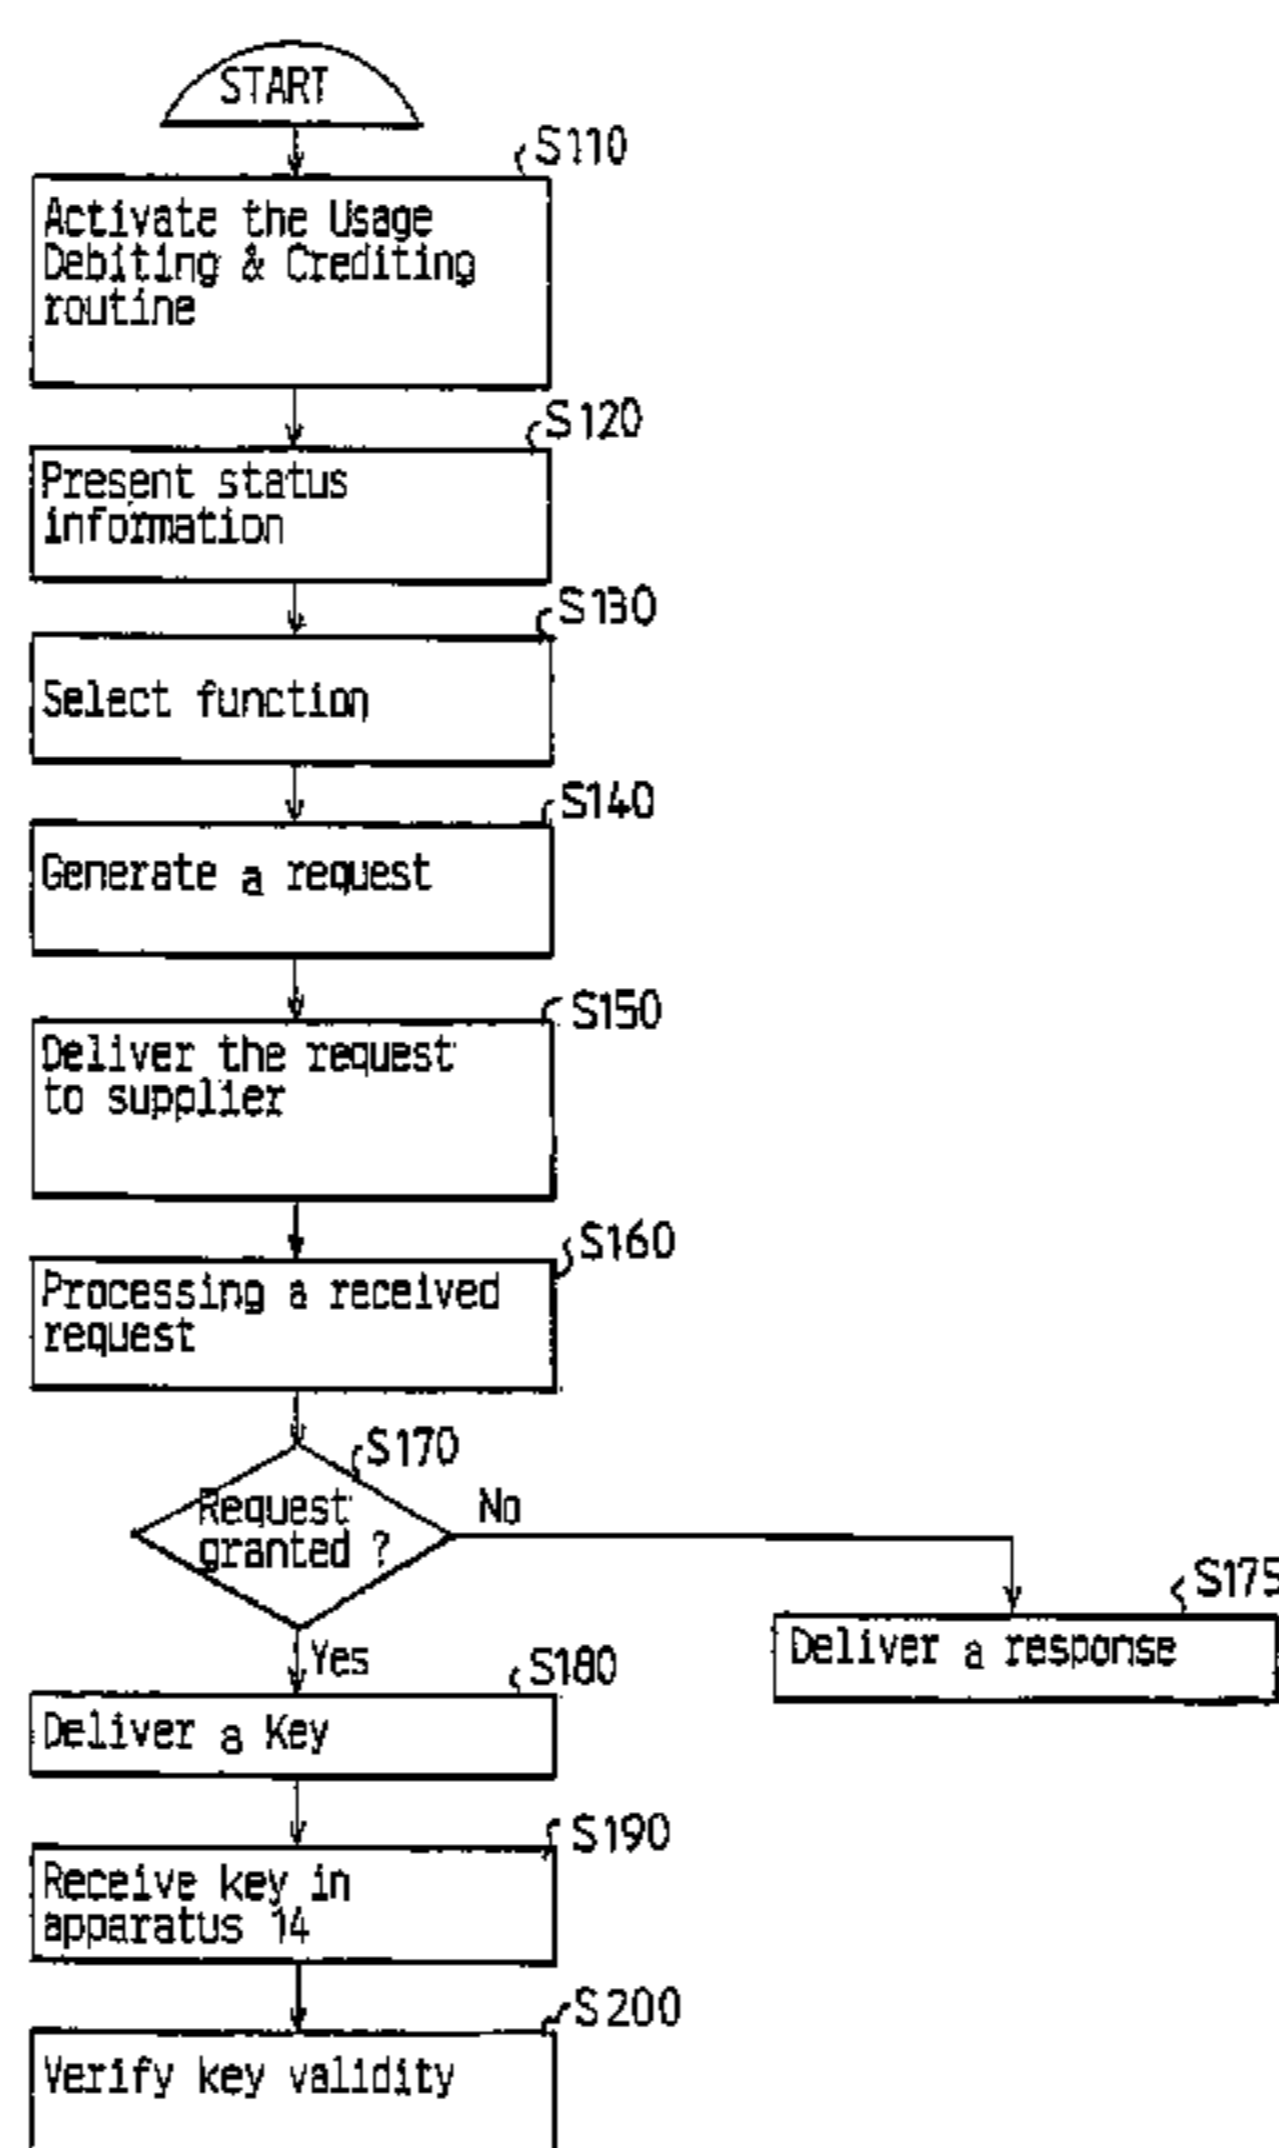 START
S110
Activate the Usage
Debiting & Crediting
routine
S120
Present status
information
S130
Select function
S140
Generate a request
S150
Deliver the request
to supplier
S160
Processing a received
request
S170
Request
granted ?
No
S175
Deliver a response
Yes
S180
Deliver a Key
S190
Receive key in
apparatus 14
S200
Verify key validity